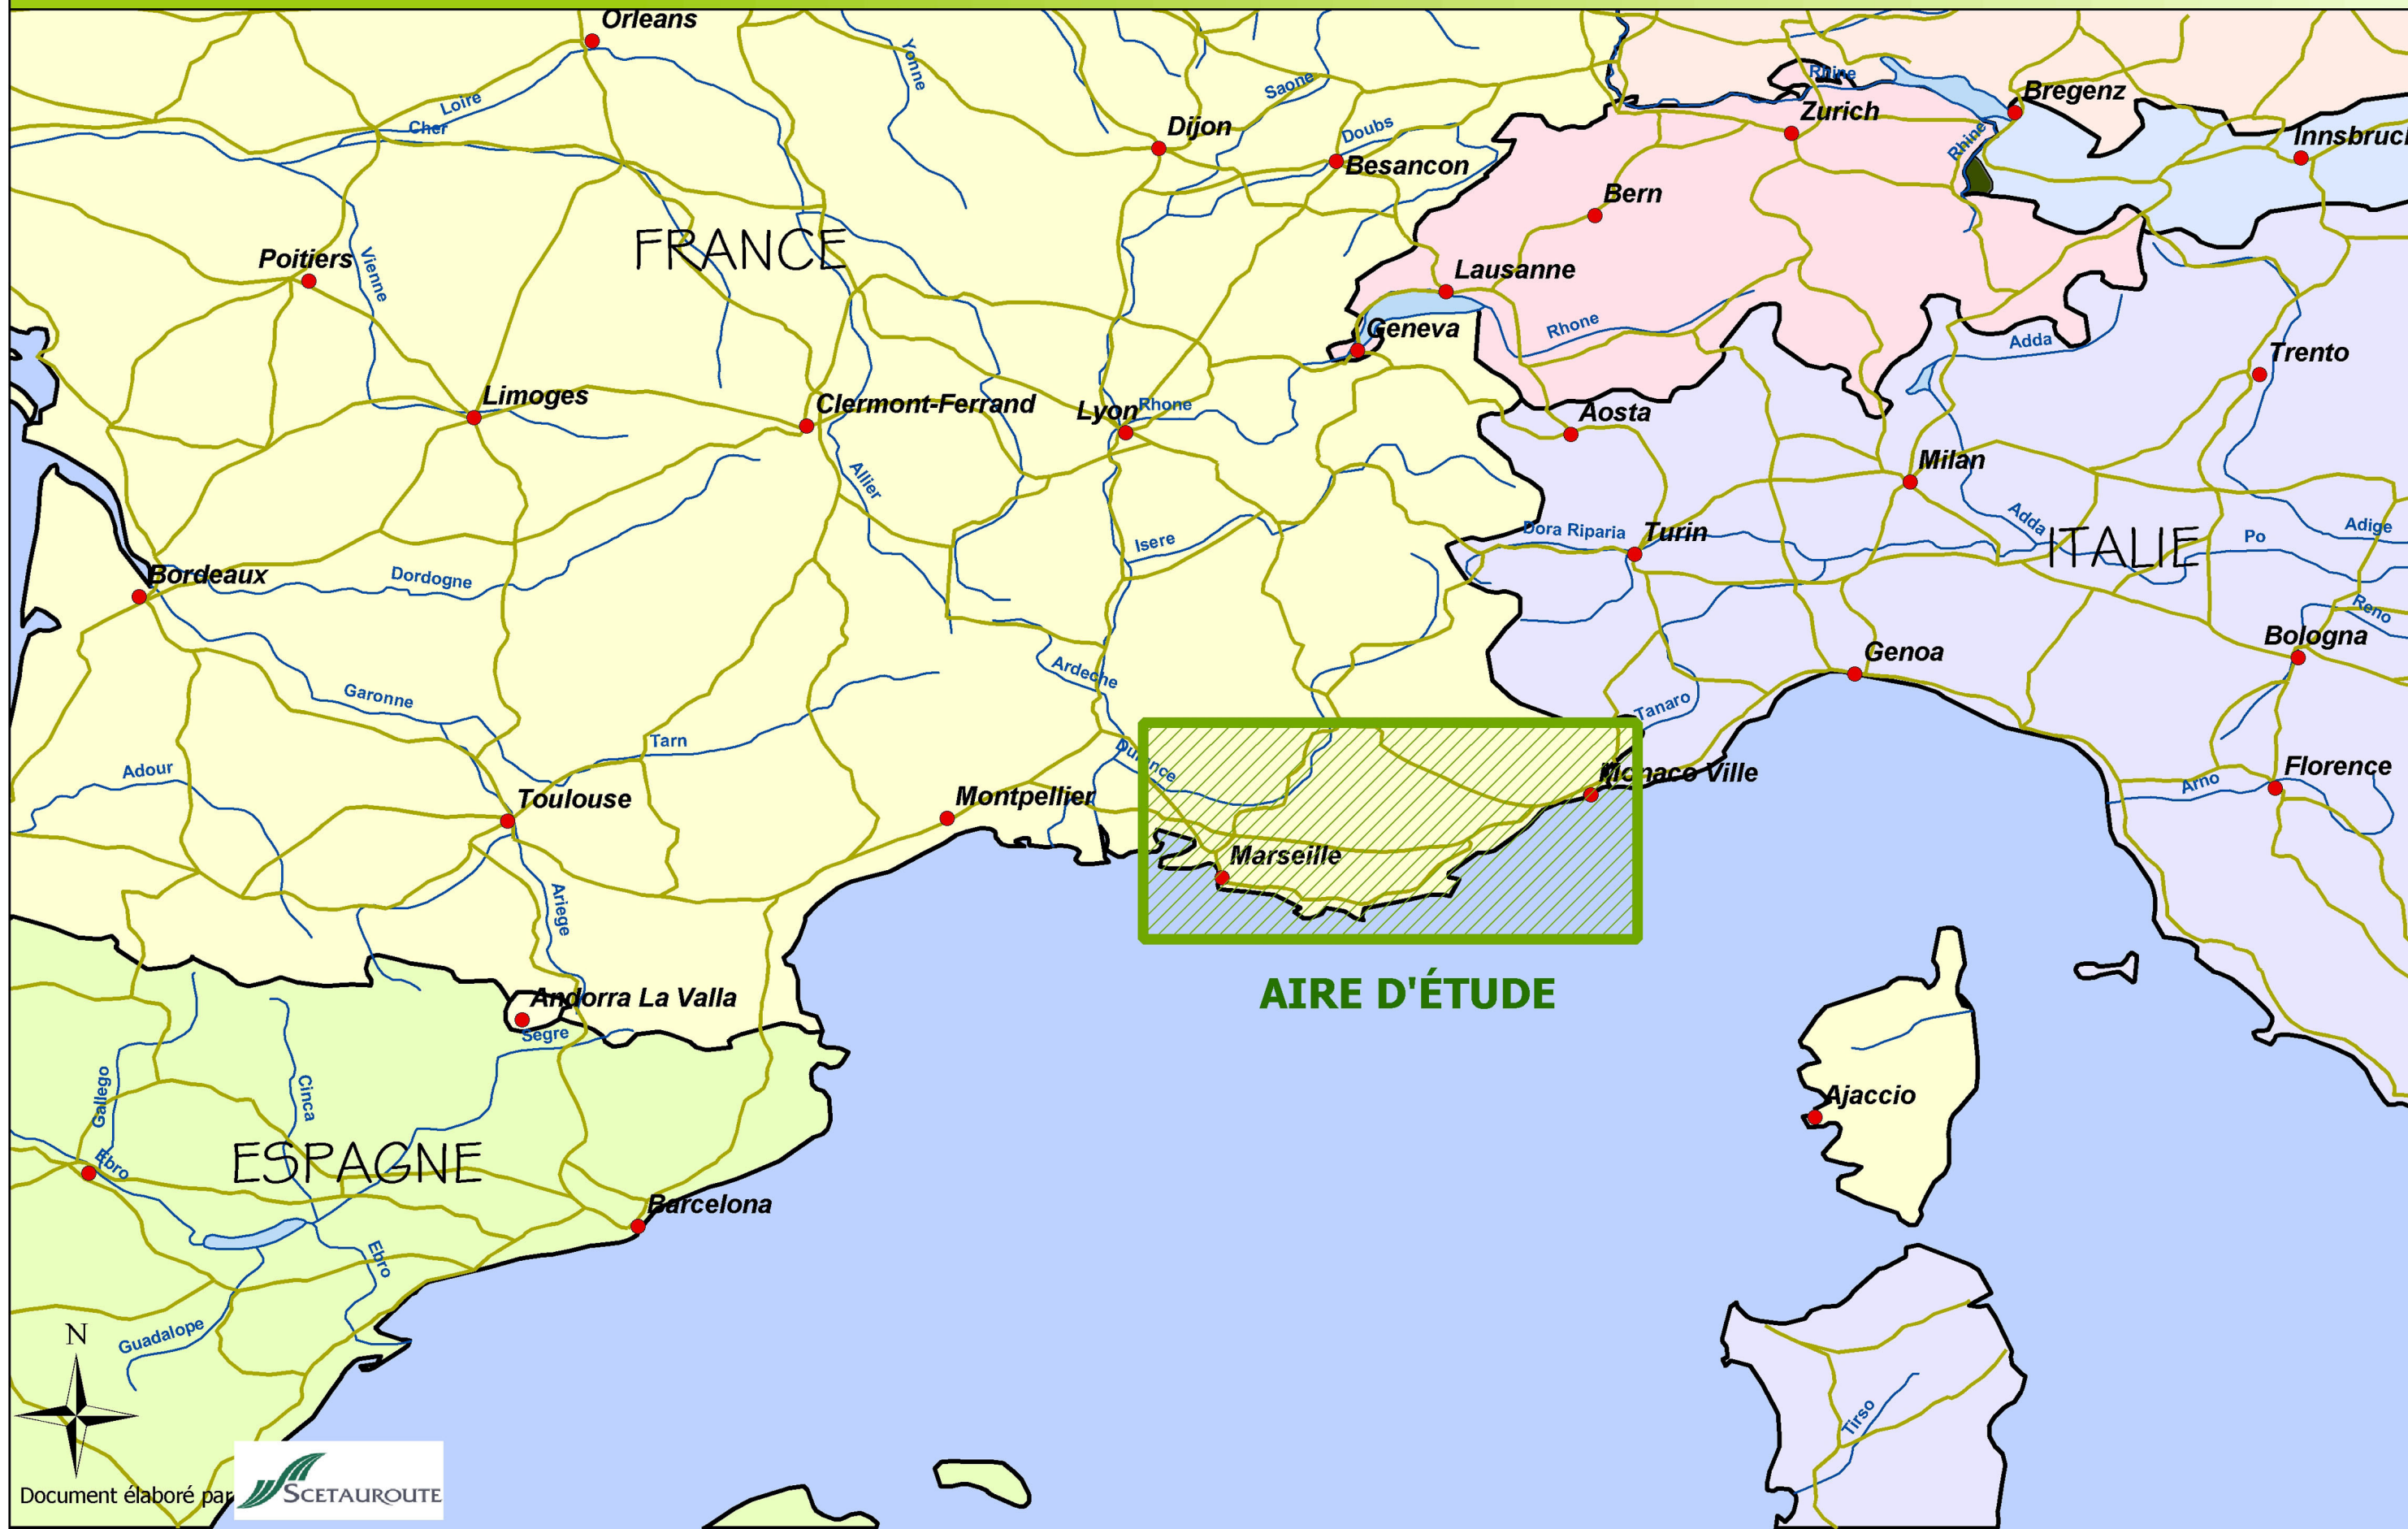 Orleans
Yonne
Saone
Rhine
Bregenz
Loire
Cher
Dijon
Doubs
Zurich
Rhine
Innsbruck
Besancon
Bern
FRANCE
Poitiers
Vienne
Lausanne
Geneva
Rhone
Adda
Trento
Limoges
Clermont-Ferrand
Lyon
Rhone
Aosta
Allier
Milan
Isere
Dora Riparia
Turin
Adda
ITALIE
Po
Adige
Bordeaux
Dordogne
Reno
Bologna
Genoa
Ardeche
Garonne
Tanaro
Tarn
Durance
Adour
Monaco Ville
Florence
Arno
Toulouse
Montpellier
Marseille
Ariege
AIRE D'ÉTUDE
Andorra La Valla
Segre
Gallego
Cinca
Ajaccio
Ebro
ESPAGNE
Barcelona
Ebro
Guadalope
N
Tirso
Document élaboré par
SCETAUROUTE